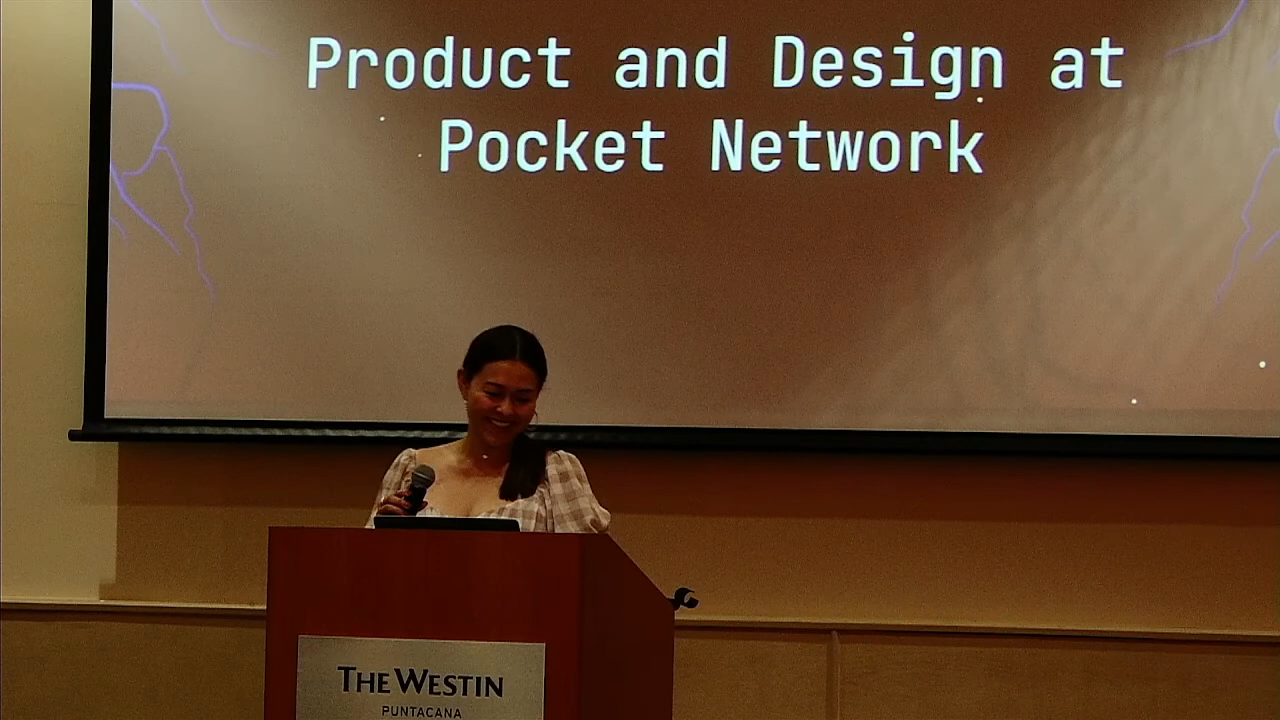 Product and Design at
Pocket Network
THE WESTIN
PUNTACANA